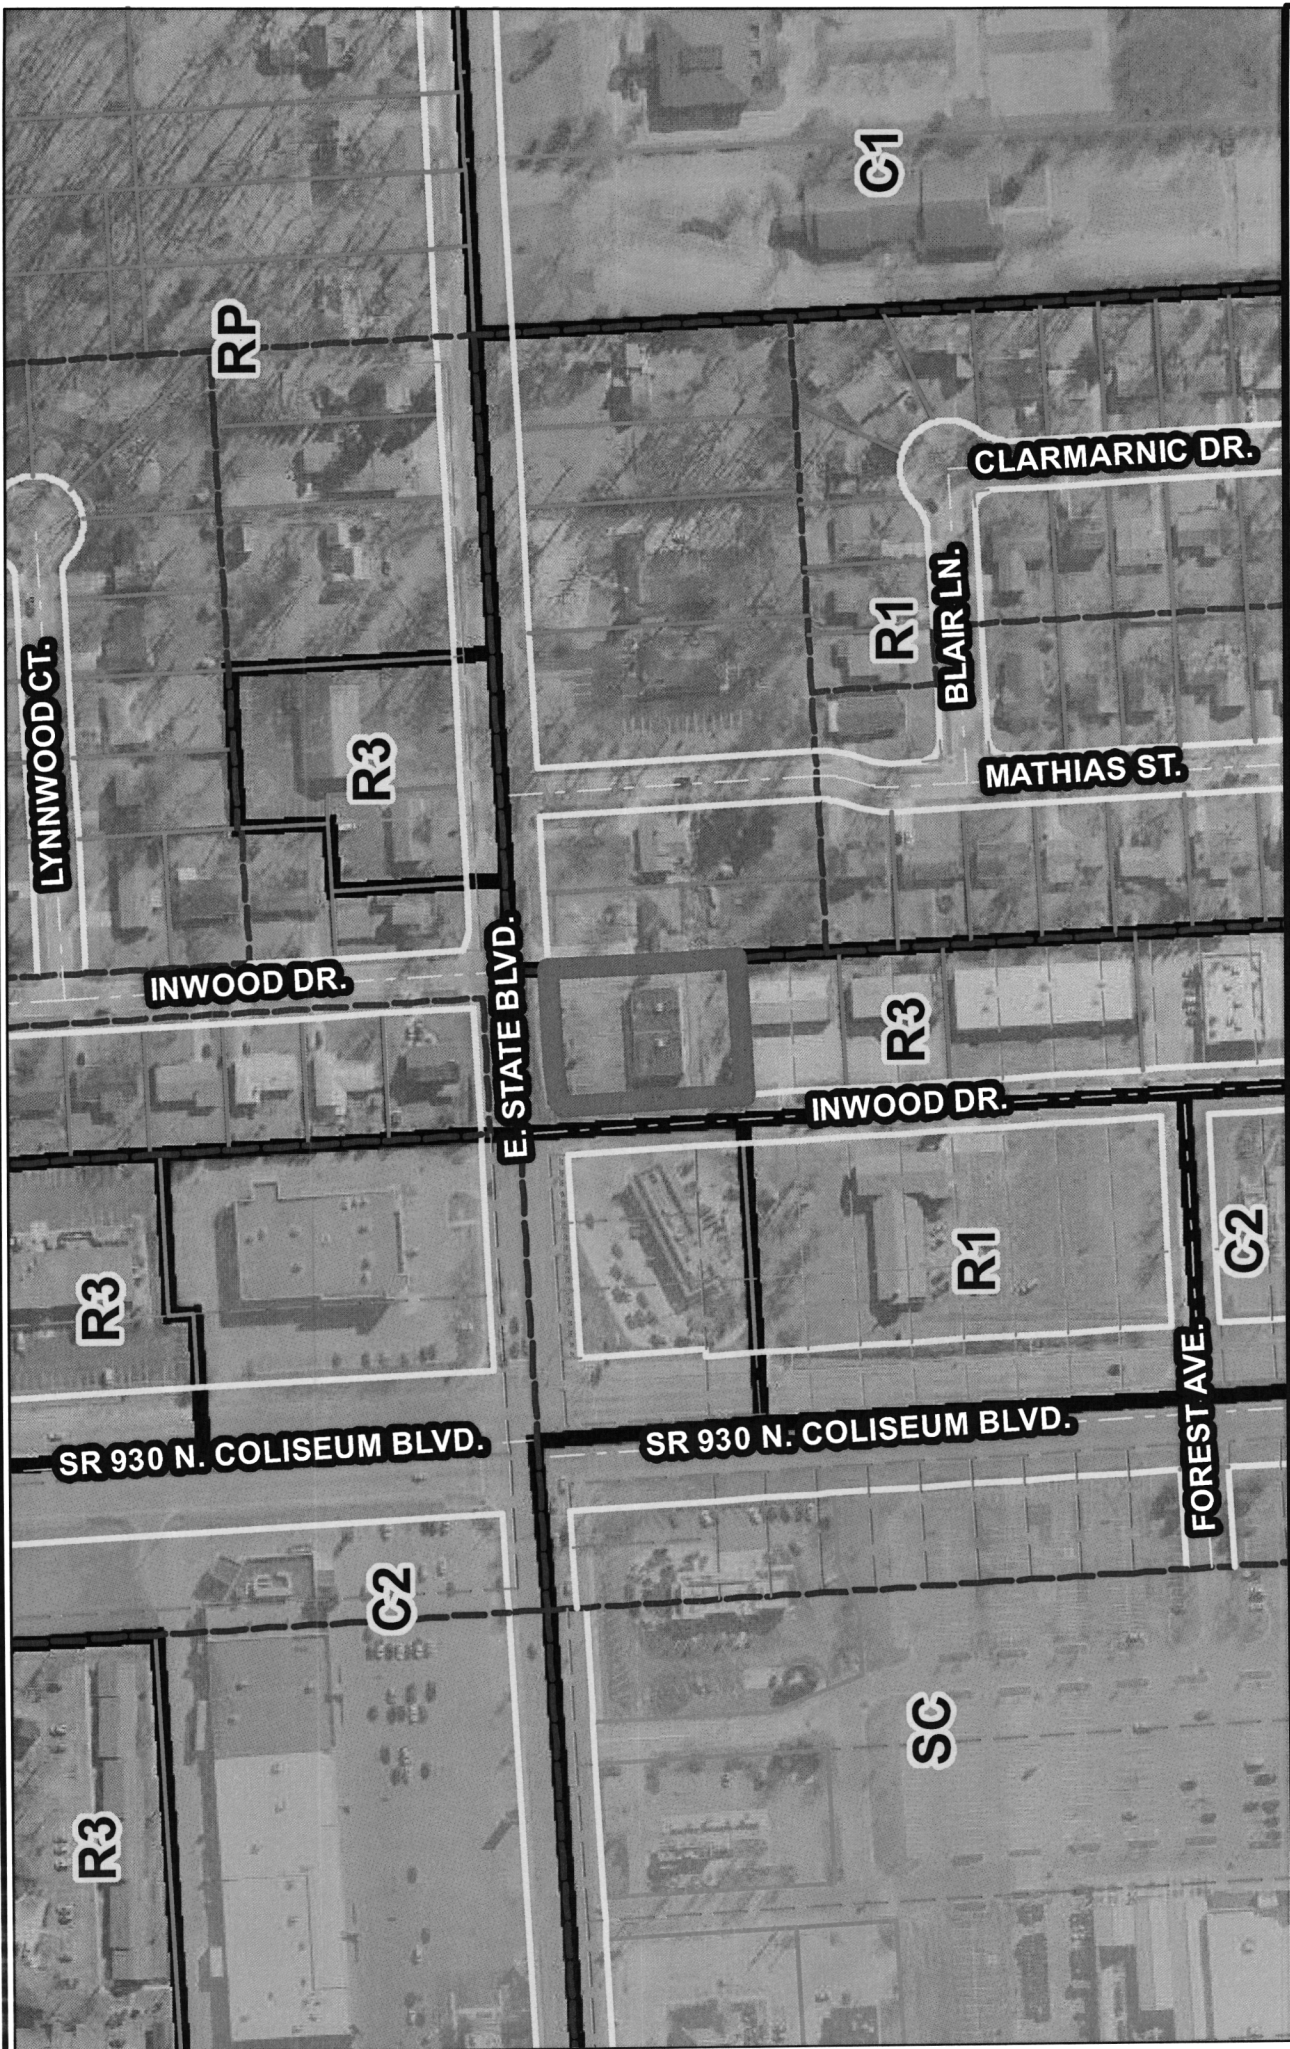 C1
RP
CLARMARNIC DR.
BLAIR LN.
R1
LYNNWOOD CT.
R3
MATHIAS ST.
INWOOD DR.
E. STATE BLVD.
R3
INWOOD DR.
R3
R1
C2
FOREST AVE.
SR 930 N. COLISEUM BLVD.
SR 930 N. COLISEUM BLVD.
C2
SC
R3